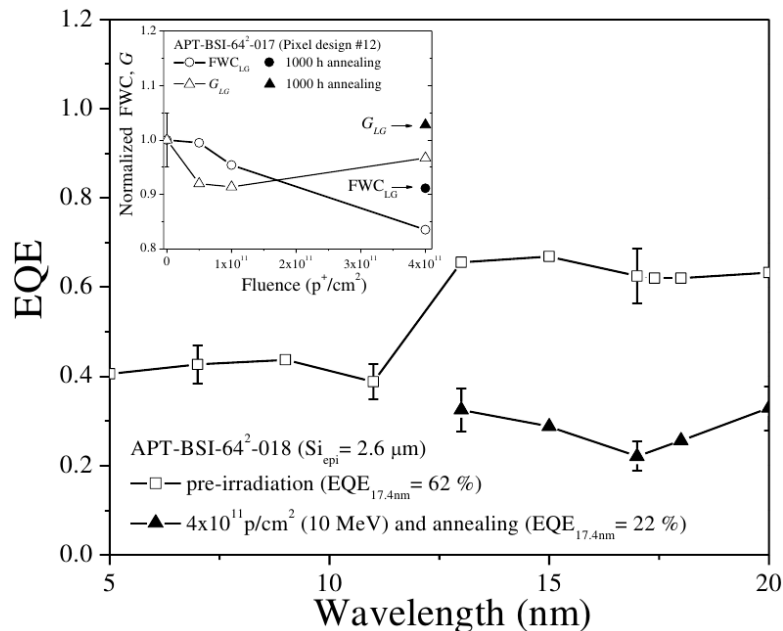 APT-BSI-64²-017 (Pixel design #12)
FWC_LG 1000 h annealing
G_LG 1000 h annealing
G_LG
FWC_LG
Normalized FWC, G
1.2
1.1
1.0
0.9
0.8
0 1x10¹¹ 2x10¹¹ 3x10¹¹ 4x10¹¹
Fluence (p⁺/cm²)
EQE
1.2
1.0
0.8
0.6
0.4
0.2
0.0
APT-BSI-64²-018 (Si_epi= 2.6 μm)
pre-irradiation (EQE_17.4nm= 62 %)
4x10¹¹p/cm² (10 MeV) and annealing (EQE_17.4nm= 22 %)
5 10 15 20
Wavelength (nm)